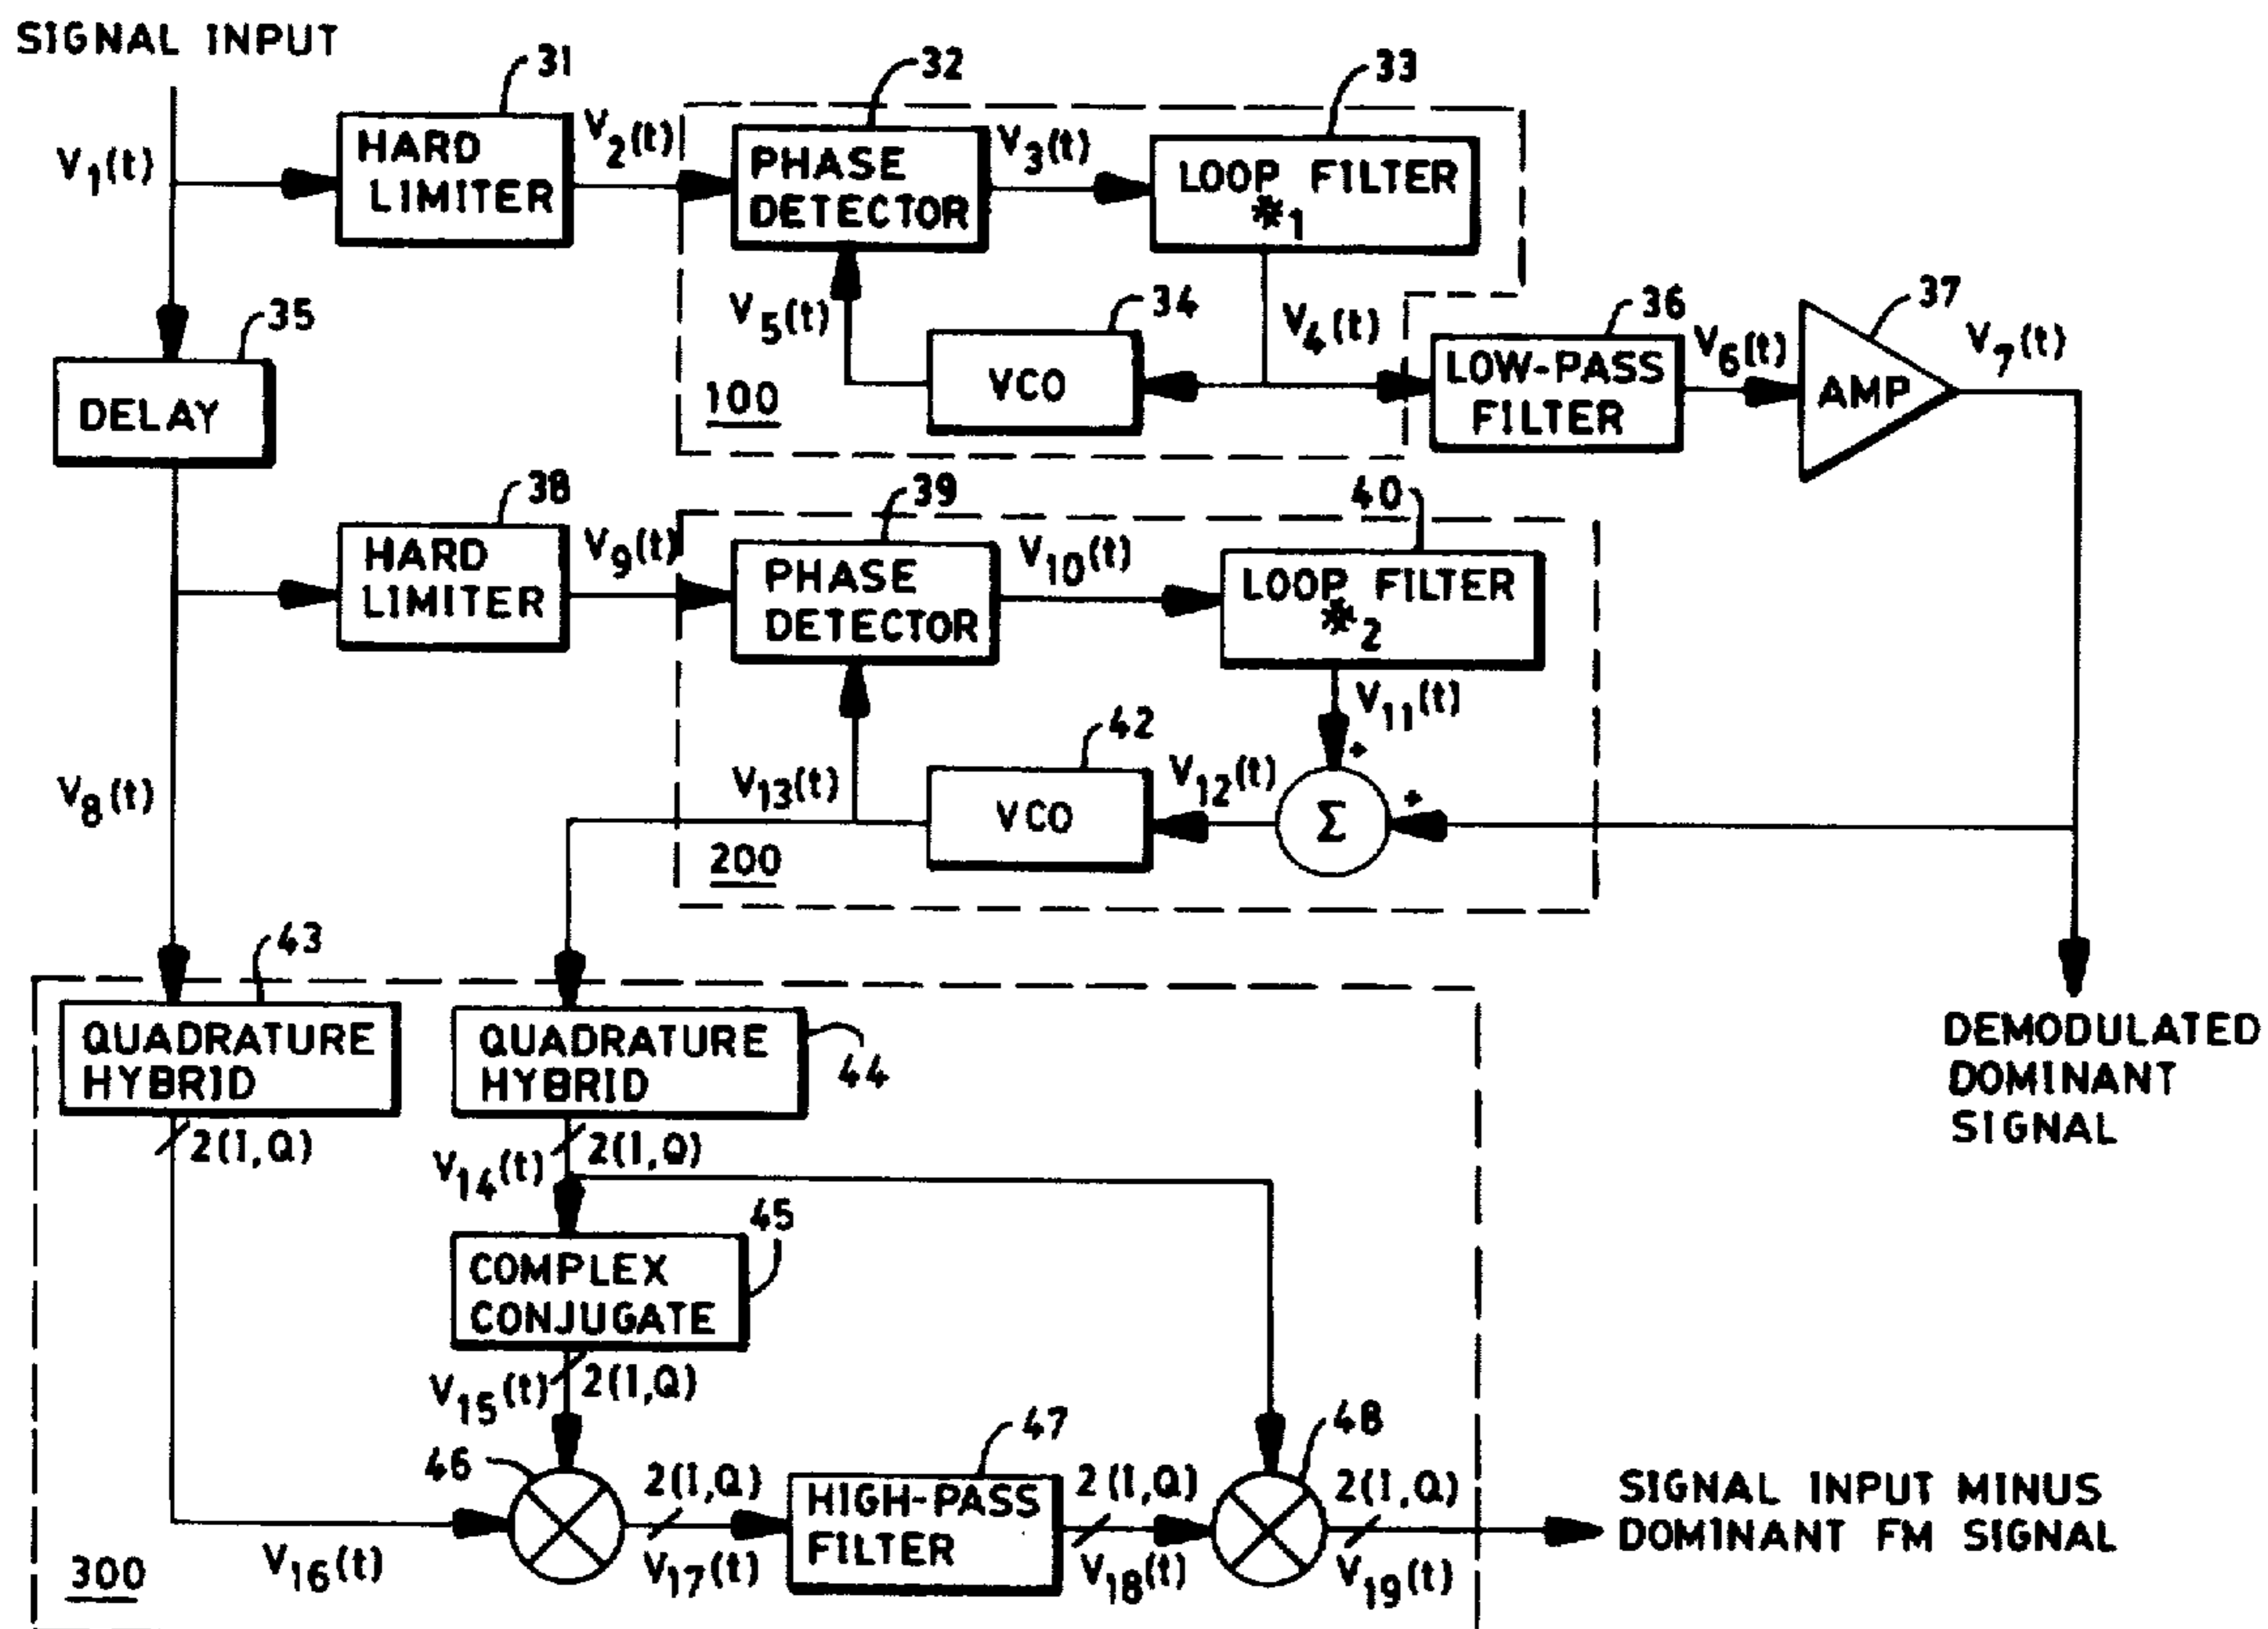 SIGNAL INPUT
31
32
33
V1(t)
HARD
LIMITER
V2(t)
PHASE
DETECTOR
V3(t)
LOOP FILTER
*1
35
DELAY
V5(t)
34
VCO
V4(t)
100
36
LOW-PASS
FILTER
V6(t)
37
AMP
V7(t)
38
HARD
LIMITER
V9(t)
39
PHASE
DETECTOR
V10(t)
40
LOOP FILTER
*2
V11(t)
V8(t)
V13(t)
42
VCO
V12(t)
+
Σ
+
200
43
QUADRATURE
HYBRID
2(I,Q)
QUADRATURE
HYBRID
44
V14(t)
2(I,Q)
DEMODULATED
DOMINANT
SIGNAL
45
COMPLEX
CONJUGATE
V15(t)
2(I,Q)
46
V16(t)
2(I,Q)
V17(t)
47
HIGH-PASS
FILTER
2(I,Q)
V18(t)
48
2(I,Q)
V19(t)
SIGNAL INPUT MINUS
DOMINANT FM SIGNAL
300